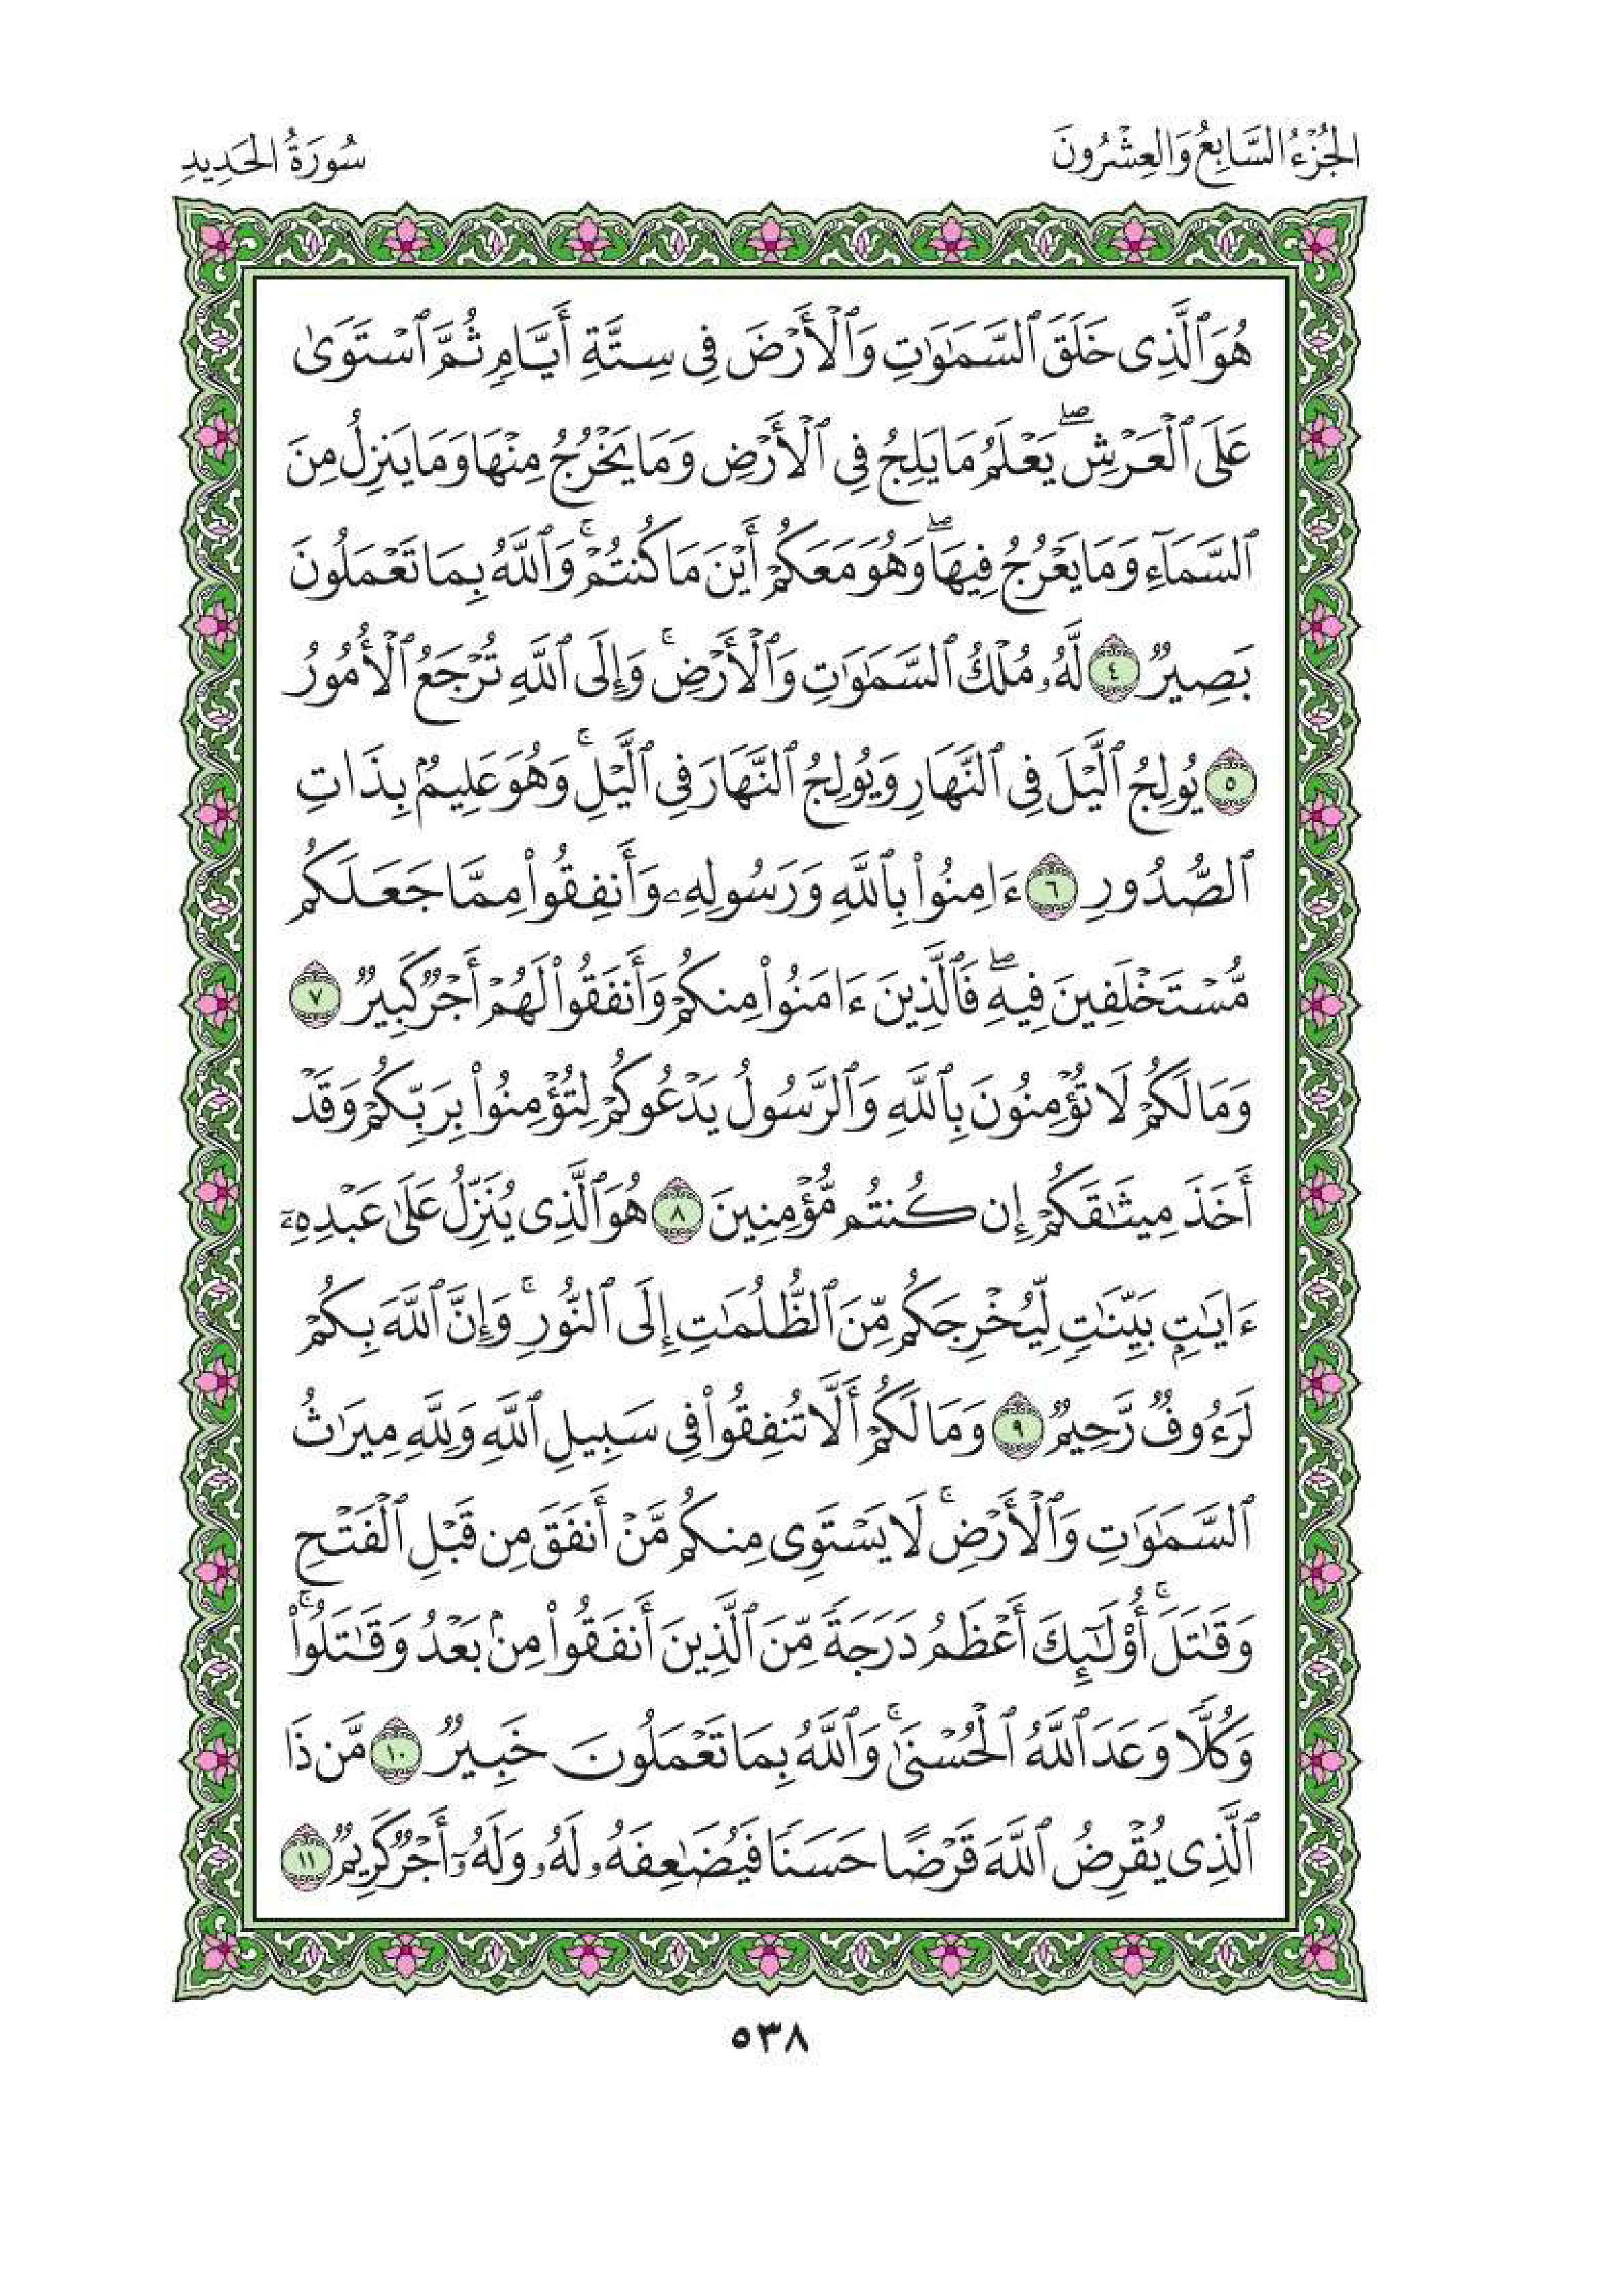 الجُزْءُ السَّابِعُ وَالعِشْرُونَ
سُورَةُ الحَدِيدِ
هُوَ ٱلَّذِى خَلَقَ ٱلسَّمَٰوَٰتِ وَٱلْأَرْضَ فِى سِتَّةِ أَيَّامٍ ثُمَّ ٱسْتَوَىٰ
عَلَى ٱلْعَرْشِ ۖ يَعْلَمُ مَا يَلِجُ فِى ٱلْأَرْضِ وَمَا يَخْرُجُ مِنْهَا وَمَا يَنزِلُ مِنَ
ٱلسَّمَآءِ وَمَا يَعْرُجُ فِيهَا ۖ وَهُوَ مَعَكُمْ أَيْنَ مَا كُنتُمْ ۚ وَٱللَّهُ بِمَا تَعْمَلُونَ
بَصِيرٌ ٤ لَّهُۥ مُلْكُ ٱلسَّمَٰوَٰتِ وَٱلْأَرْضِ ۚ وَإِلَى ٱللَّهِ تُرْجَعُ ٱلْأُمُورُ
٥ يُولِجُ ٱلَّيْلَ فِى ٱلنَّهَارِ وَيُولِجُ ٱلنَّهَارَ فِى ٱلَّيْلِ ۚ وَهُوَ عَلِيمٌۢ بِذَاتِ
ٱلصُّدُورِ ٦ ءَامِنُوا۟ بِٱللَّهِ وَرَسُولِهِۦ وَأَنفِقُوا۟ مِمَّا جَعَلَكُم
مُّسْتَخْلَفِينَ فِيهِ ۖ فَٱلَّذِينَ ءَامَنُوا۟ مِنكُمْ وَأَنفَقُوا۟ لَهُمْ أَجْرٌ كَبِيرٌ ٧
وَمَا لَكُمْ لَا تُؤْمِنُونَ بِٱللَّهِ وَٱلرَّسُولُ يَدْعُوكُمْ لِتُؤْمِنُوا۟ بِرَبِّكُمْ وَقَدْ
أَخَذَ مِيثَٰقَكُمْ إِن كُنتُم مُّؤْمِنِينَ ٨ هُوَ ٱلَّذِى يُنَزِّلُ عَلَىٰ عَبْدِهِۦٓ
ءَايَٰتٍۭ بَيِّنَٰتٍ لِّيُخْرِجَكُم مِّنَ ٱلظُّلُمَٰتِ إِلَى ٱلنُّورِ ۚ وَإِنَّ ٱللَّهَ بِكُمْ
لَرَءُوفٌ رَّحِيمٌ ٩ وَمَا لَكُمْ أَلَّا تُنفِقُوا۟ فِى سَبِيلِ ٱللَّهِ وَلِلَّهِ مِيرَٰثُ
ٱلسَّمَٰوَٰتِ وَٱلْأَرْضِ ۚ لَا يَسْتَوِى مِنكُم مَّنْ أَنفَقَ مِن قَبْلِ ٱلْفَتْحِ
وَقَٰتَلَ ۚ أُو۟لَٰٓئِكَ أَعْظَمُ دَرَجَةً مِّنَ ٱلَّذِينَ أَنفَقُوا۟ مِنۢ بَعْدُ وَقَٰتَلُوا۟ ۚ
وَكُلًّا وَعَدَ ٱللَّهُ ٱلْحُسْنَىٰ ۚ وَٱللَّهُ بِمَا تَعْمَلُونَ خَبِيرٌ ١٠ مَّن ذَا
ٱلَّذِى يُقْرِضُ ٱللَّهَ قَرْضًا حَسَنًا فَيُضَٰعِفَهُۥ لَهُۥ وَلَهُۥٓ أَجْرٌ كَرِيمٌ ١١
٥٣٨